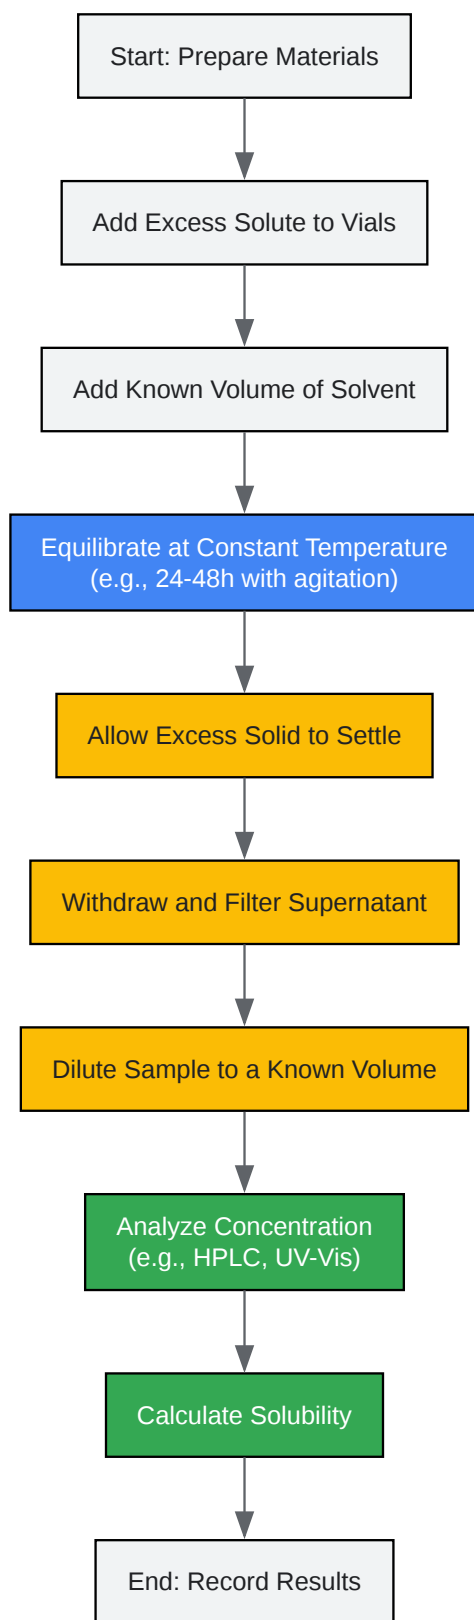 Start: Prepare Materials
Add Excess Solute to Vials
Add Known Volume of Solvent
Equilibrate at Constant Temperature
(e.g., 24-48h with agitation)
Allow Excess Solid to Settle
Withdraw and Filter Supernatant
Dilute Sample to a Known Volume
Analyze Concentration
(e.g., HPLC, UV-Vis)
Calculate Solubility
End: Record Results